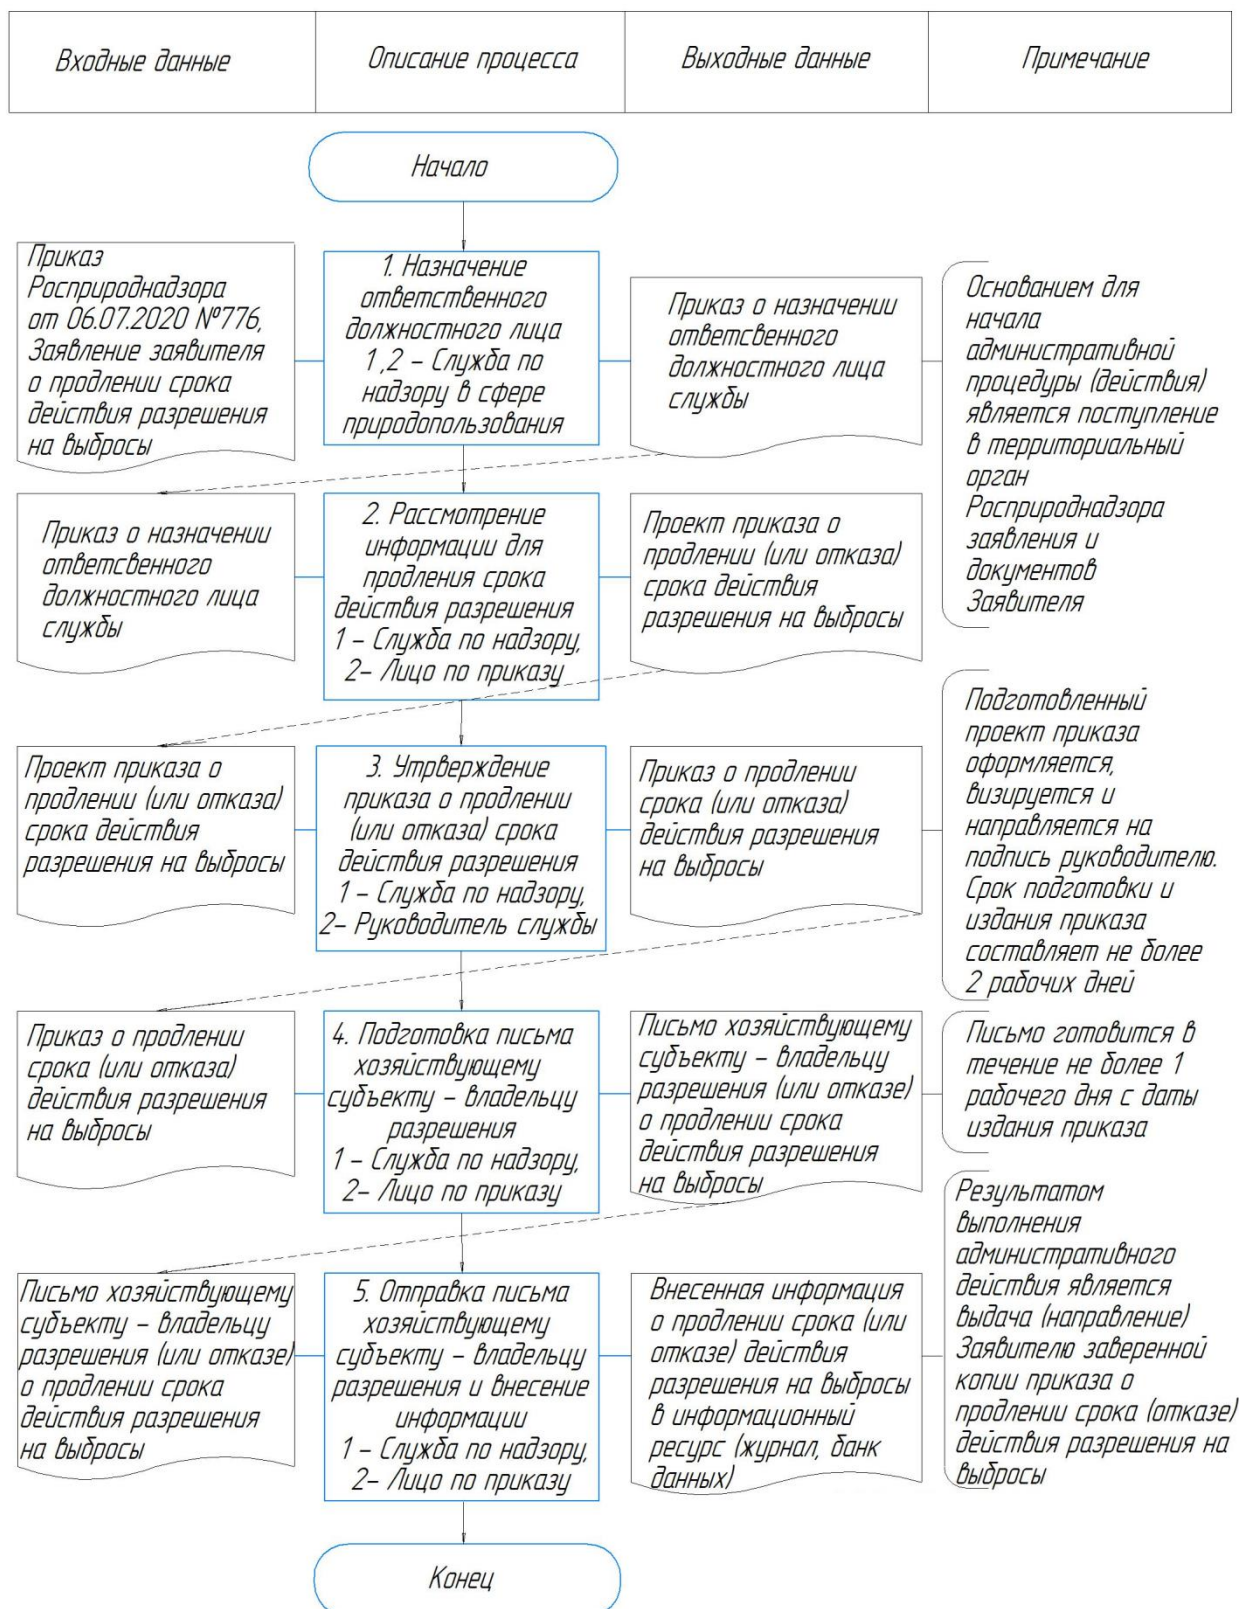 Входные данные
Описание процесса
Выходные данные
Примечание
Начало
Приказ
Росприроднадзора
от 06.07.2020 №776,
Заявление заявителя
о продлении срока
действия разрешения
на выбросы
1. Назначение
ответственного
должностного лица
1 ,2 – Служба по
надзору в сфере
природопользования
Приказ о назначении
ответсвенного
должностного лица
службы
Основанием для
начала
административной
процедуры (действия)
является поступление
в территориальный
орган
Росприроднадзора
заявления и
документов
Заявителя
Приказ о назначении
ответсвенного
должностного лица
службы
2. Рассмотрение
информации для
продления срока
действия разрешения
1 – Служба по надзору,
2– Лицо по приказу
Проект приказа о
продлении (или отказа)
срока действия
разрешения на выбросы
Проект приказа о
продлении (или отказа)
срока действия
разрешения на выбросы
3. Утрверждение
приказа о продлении
(или отказа) срока
действия разрешения
1 – Служба по надзору,
2– Руководитель службы
Приказ о продлении
срока (или отказа)
действия разрешения
на выбросы
Подготовленный
проект приказа
оформляется,
визируется и
направляется на
подпись руководителю.
Срок подготовки и
издания приказа
составляет не более
2 рабочих дней
Приказ о продлении
срока (или отказа)
действия разрешения
на выбросы
4. Подготовка письма
хозяйствующему
субъекту – владельцу
разрешения
1 – Служба по надзору,
2– Лицо по приказу
Письмо хозяйствующему
субъекту – владельцу
разрешения (или отказе)
о продлении срока
действия разрешения
на выбросы
Письмо готовится в
течение не более 1
рабочего дня с даты
издания приказа
Письмо хозяйствующему
субъекту – владельцу
разрешения (или отказе)
о продлении срока
действия разрешения
на выбросы
5. Отправка письма
хозяйствующему
субъекту – владельцу
разрешения и внесение
информации
1 – Служба по надзору,
2– Лицо по приказу
Внесенная информация
о продлении срока (или
отказе) действия
разрешения на выбросы
в информационный
ресурс (журнал, банк
данных)
Результатом
выполнения
административного
действия является
выдача (направление)
Заявителю заверенной
копии приказа о
продлении срока (отказе)
действия разрешения на
выбросы
Конец